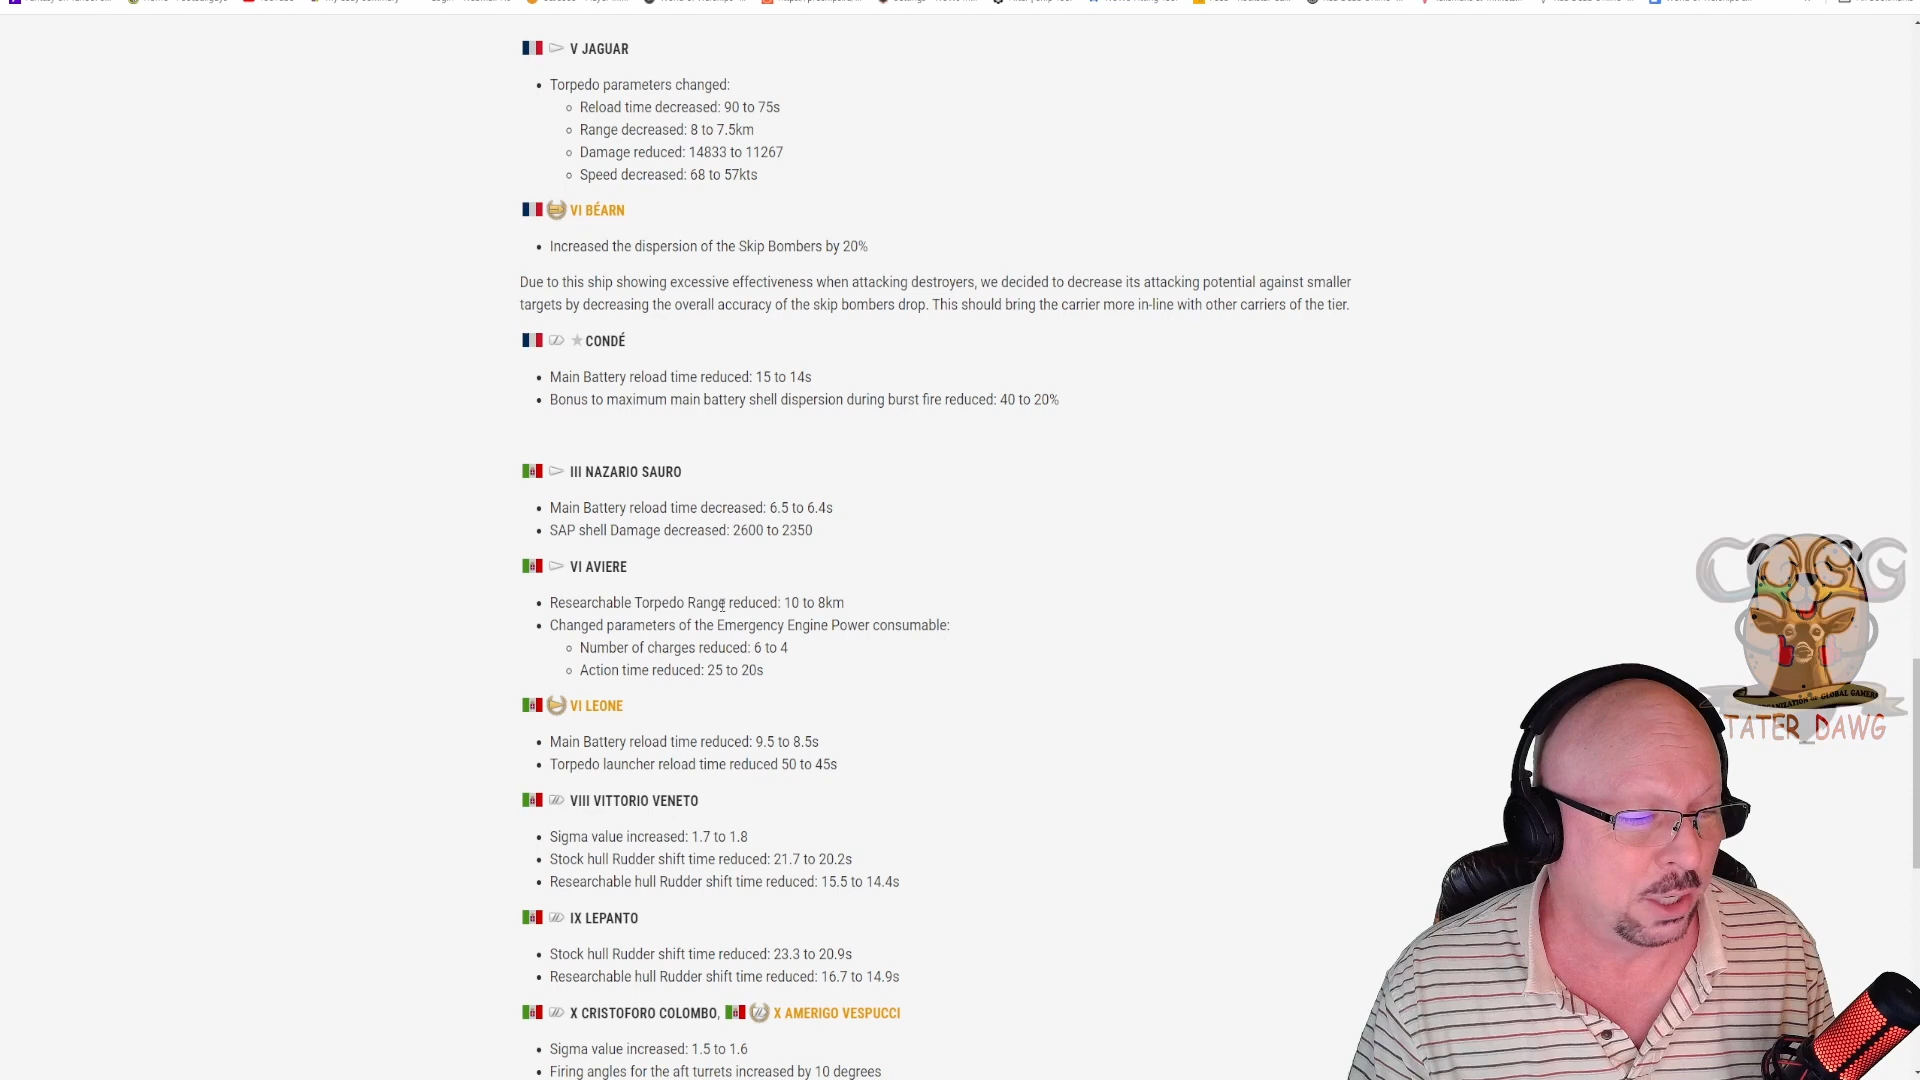 V JAGUAR
• Torpedo parameters changed:
○ Reload time decreased: 90 to 75s
○ Range decreased: 8 to 7.5km
○ Damage reduced: 14833 to 11267
○ Speed decreased: 68 to 57kts
VI BÉARN
• Increased the dispersion of the Skip Bombers by 20%
Due to this ship showing excessive effectiveness when attacking destroyers, we decided to decrease its attacking potential against smaller
targets by decreasing the overall accuracy of the skip bombers drop. This should bring the carrier more in-line with other carriers of the tier.
★CONDÉ
• Main Battery reload time reduced: 15 to 14s
• Bonus to maximum main battery shell dispersion during burst fire reduced: 40 to 20%
III NAZARIO SAURO
• Main Battery reload time decreased: 6.5 to 6.4s
• SAP shell Damage decreased: 2600 to 2350
VI AVIERE
• Researchable Torpedo Range reduced: 10 to 8km
• Changed parameters of the Emergency Engine Power consumable:
○ Number of charges reduced: 6 to 4
○ Action time reduced: 25 to 20s
VI LEONE
• Main Battery reload time reduced: 9.5 to 8.5s
• Torpedo launcher reload time reduced 50 to 45s
VIII VITTORIO VENETO
• Sigma value increased: 1.7 to 1.8
• Stock hull Rudder shift time reduced: 21.7 to 20.2s
• Researchable hull Rudder shift time reduced: 15.5 to 14.4s
IX LEPANTO
• Stock hull Rudder shift time reduced: 23.3 to 20.9s
• Researchable hull Rudder shift time reduced: 16.7 to 14.9s
X CRISTOFORO COLOMBO, X AMERIGO VESPUCCI
• Sigma value increased: 1.5 to 1.6
• Firing angles for the aft turrets increased by 10 degrees
OF GLOBAL GAMERS
TATER_DAWG